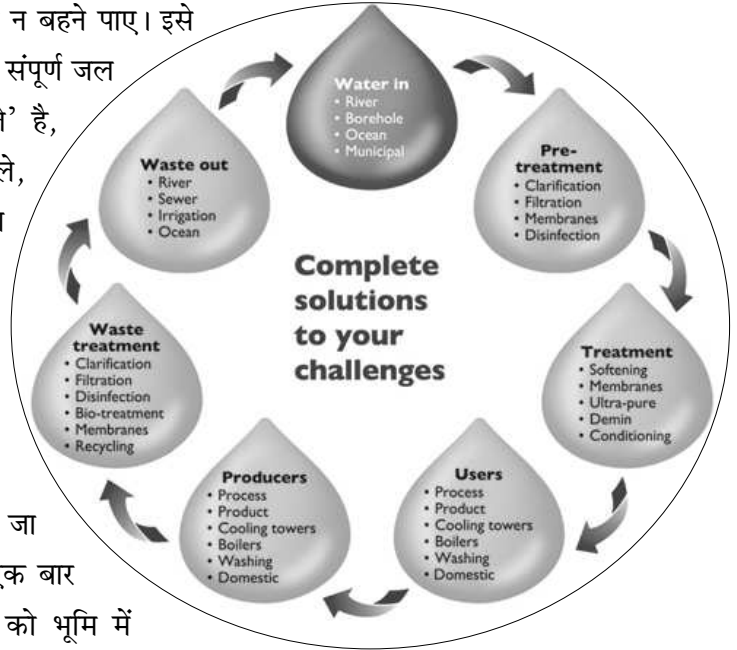 न बहने पाए। इसे
संपूर्ण जल
है,
Water in
• River
• Borehole
• Ocean
• Municipal
Pre-
treatment
• Clarification
• Filtration
• Membranes
• Disinfection
Treatment
• Softening
• Membranes
• Ultra-pure
• Demin
• Conditioning
Users
• Process
• Product
• Cooling towers
• Boilers
• Washing
• Domestic
Producers
• Process
• Product
• Cooling towers
• Boilers
• Washing
• Domestic
Waste
treatment
• Clarification
• Filtration
• Disinfection
• Bio-treatment
• Membranes
• Recycling
Waste out
• River
• Sewer
• Irrigation
• Ocean
Complete
solutions
to your
challenges
जा
बार
को भूमि में